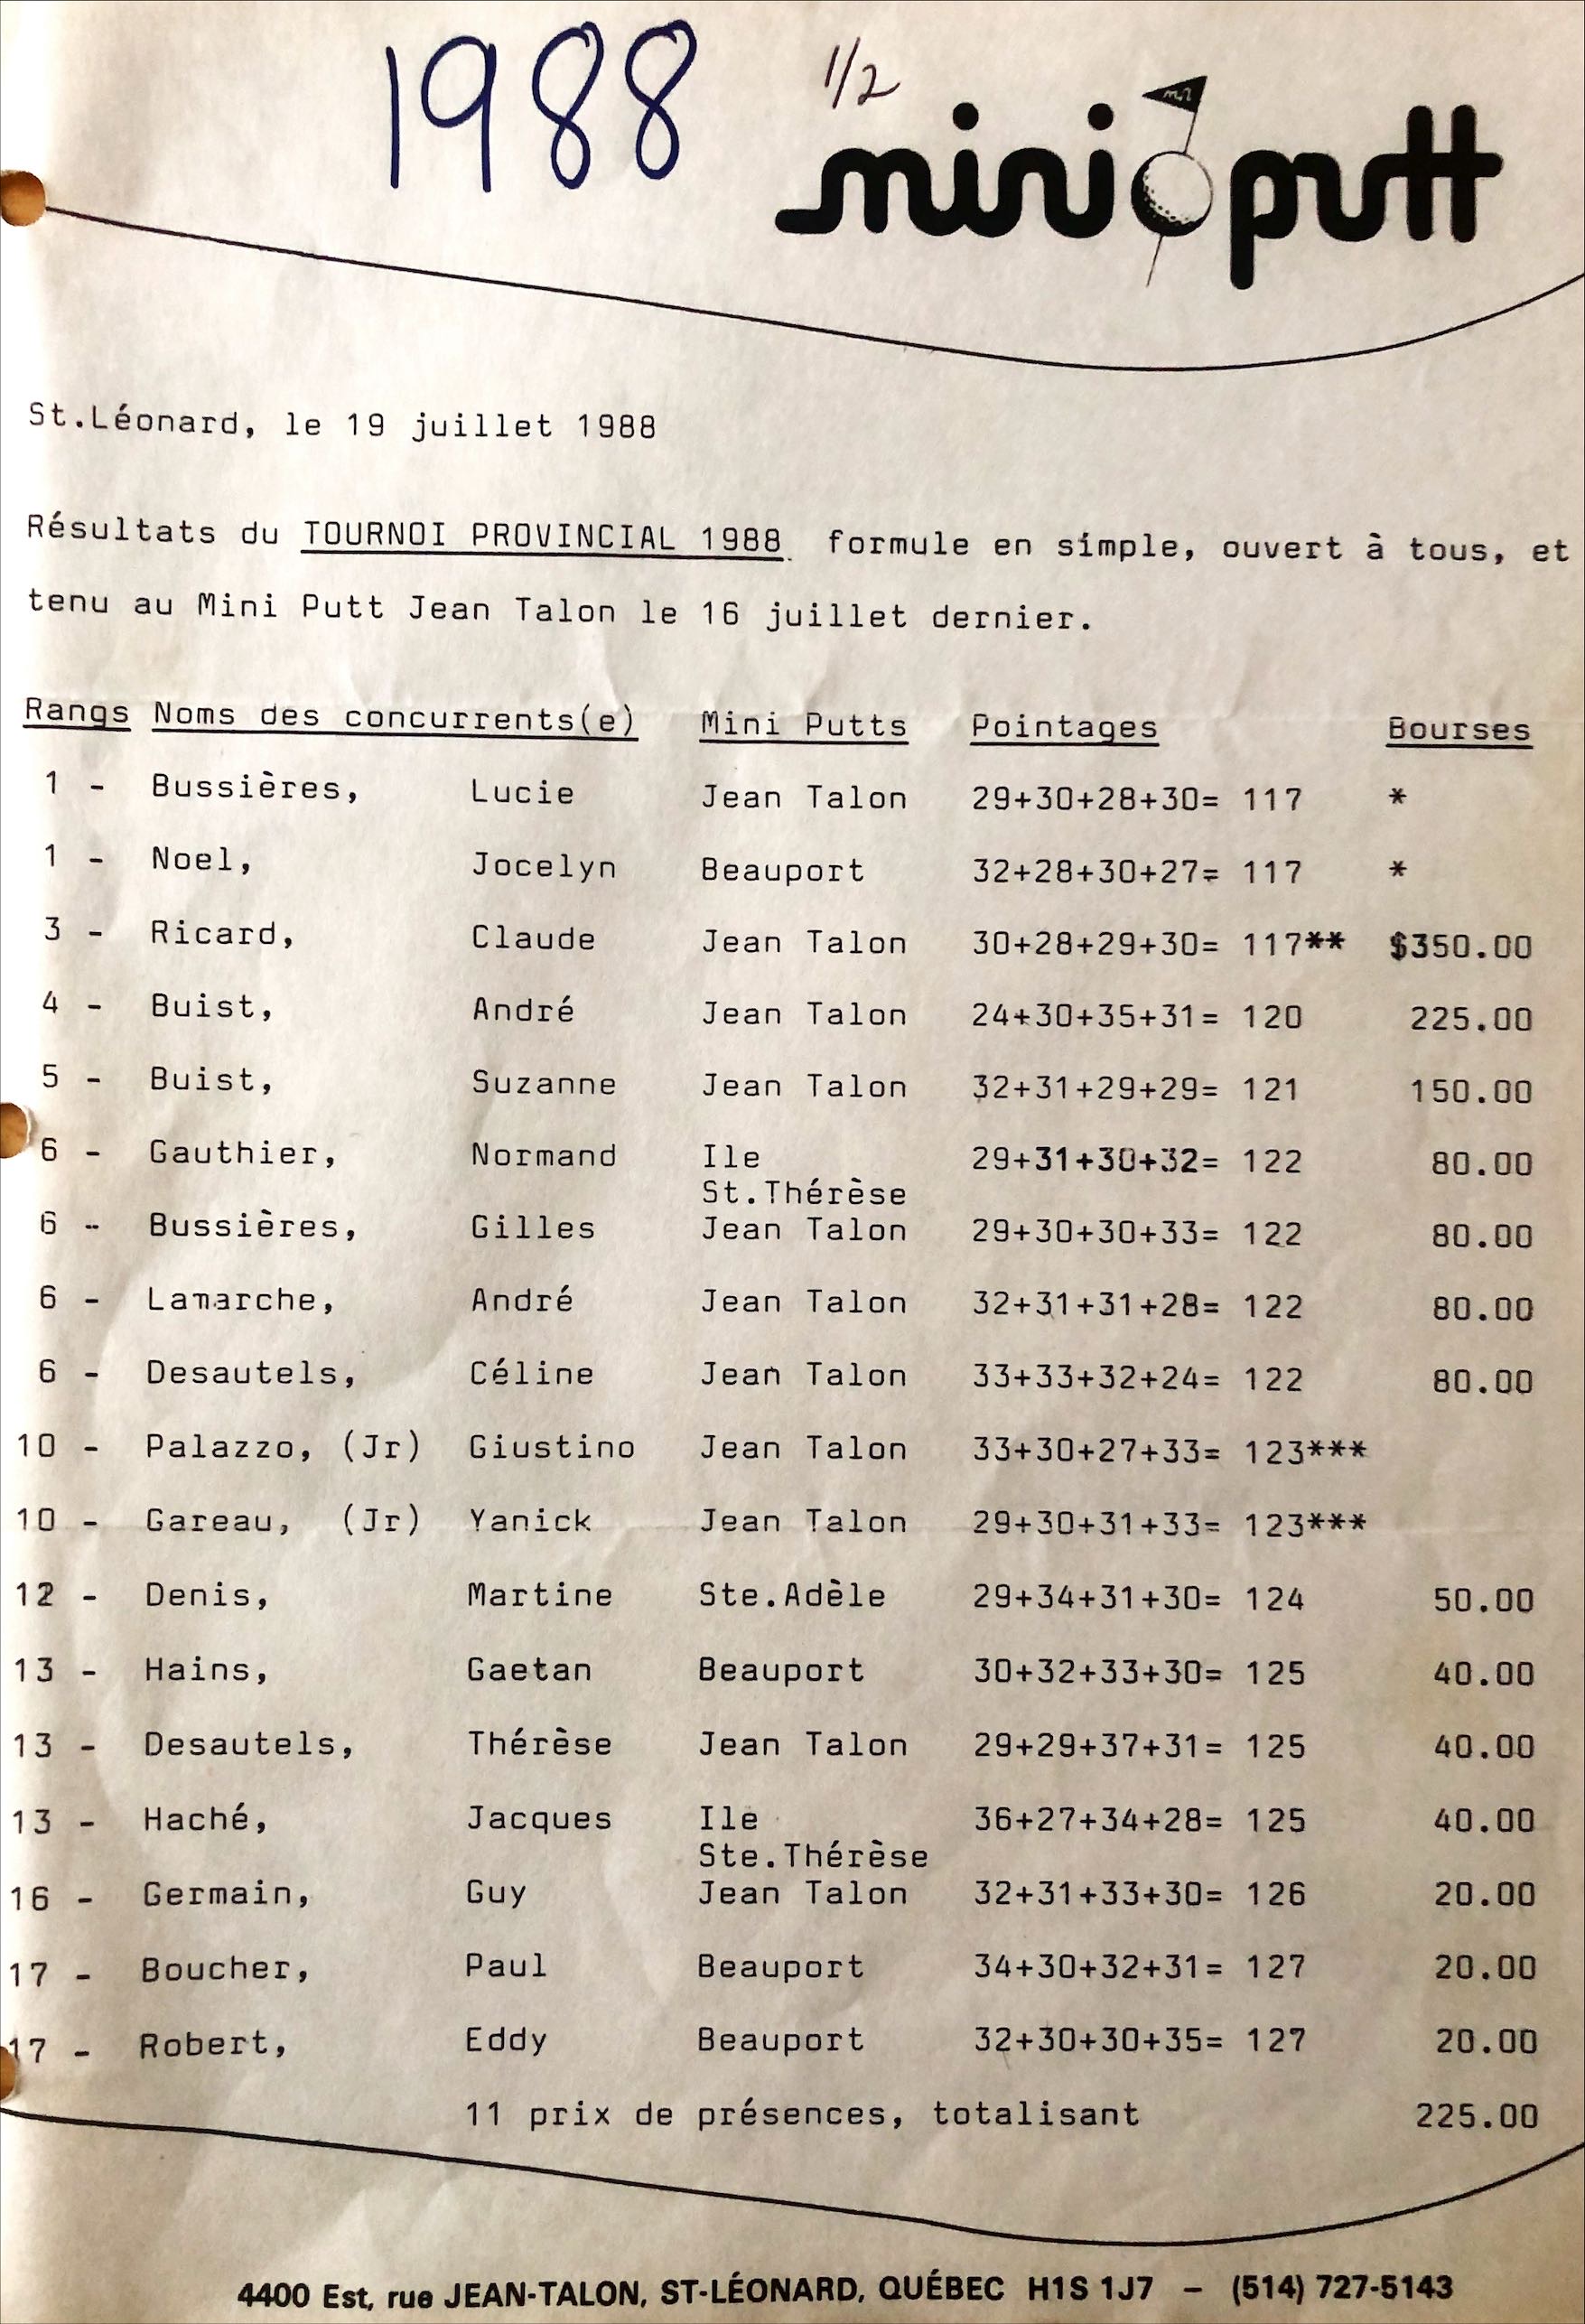 1988 1/2
mini putt
St.Léonard, le 19 juillet 1988
Résultats du TOURNOI PROVINCIAL 1988 formule en simple, ouvert à tous, et
tenu au Mini Putt Jean Talon le 16 juillet dernier.
Rangs Noms des concurrents(e) Mini Putts Pointages Bourses
1 - Bussières, Lucie Jean Talon 29+30+28+30= 117 *
1 - Noel, Jocelyn Beauport 32+28+30+27= 117 *
3 - Ricard, Claude Jean Talon 30+28+29+30= 117** $350.00
4 - Buist, André Jean Talon 24+30+35+31= 120 225.00
5 - Buist, Suzanne Jean Talon 32+31+29+29= 121 150.00
6 - Gauthier, Normand Ile 29+31+30+32= 122 80.00
St.Thérèse
6 - Bussières, Gilles Jean Talon 29+30+30+33= 122 80.00
6 - Lamarche, André Jean Talon 32+31+31+28= 122 80.00
6 - Desautels, Céline Jean Talon 33+33+32+24= 122 80.00
10 - Palazzo, (Jr) Giustino Jean Talon 33+30+27+33= 123***
10 - Gareau, (Jr) Yanick Jean Talon 29+30+31+33= 123***
12 - Denis, Martine Ste.Adèle 29+34+31+30= 124 50.00
13 - Hains, Gaetan Beauport 30+32+33+30= 125 40.00
13 - Desautels, Thérèse Jean Talon 29+29+37+31= 125 40.00
13 - Haché, Jacques Ile 36+27+34+28= 125 40.00
Ste.Thérèse
16 - Germain, Guy Jean Talon 32+31+33+30= 126 20.00
17 - Boucher, Paul Beauport 34+30+32+31= 127 20.00
17 - Robert, Eddy Beauport 32+30+30+35= 127 20.00
11 prix de présences, totalisant 225.00
4400 Est, rue JEAN-TALON, ST-LÉONARD, QUÉBEC H1S 1J7 – (514) 727-5143